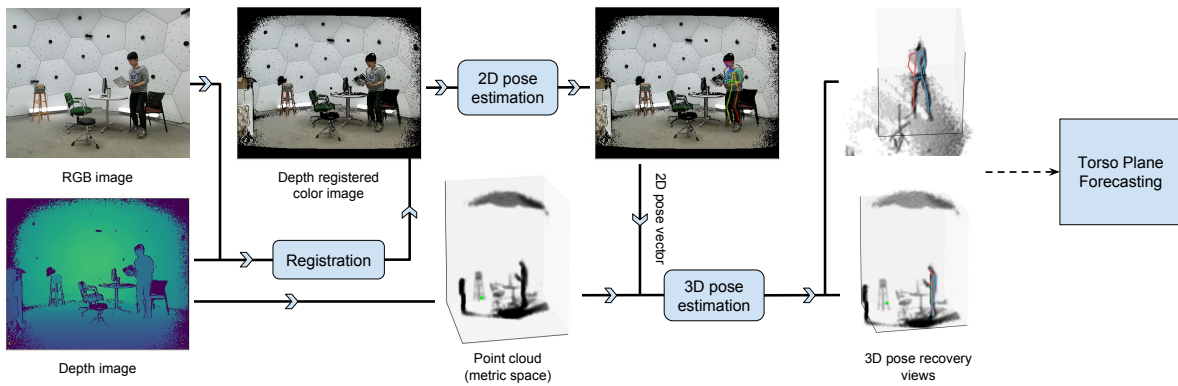 RGB image
Depth registered
color image
2D pose
estimation
2D pose vector
Torso Plane
Forecasting
Registration
3D pose
estimation
Depth image
Point cloud
(metric space)
3D pose recovery
views